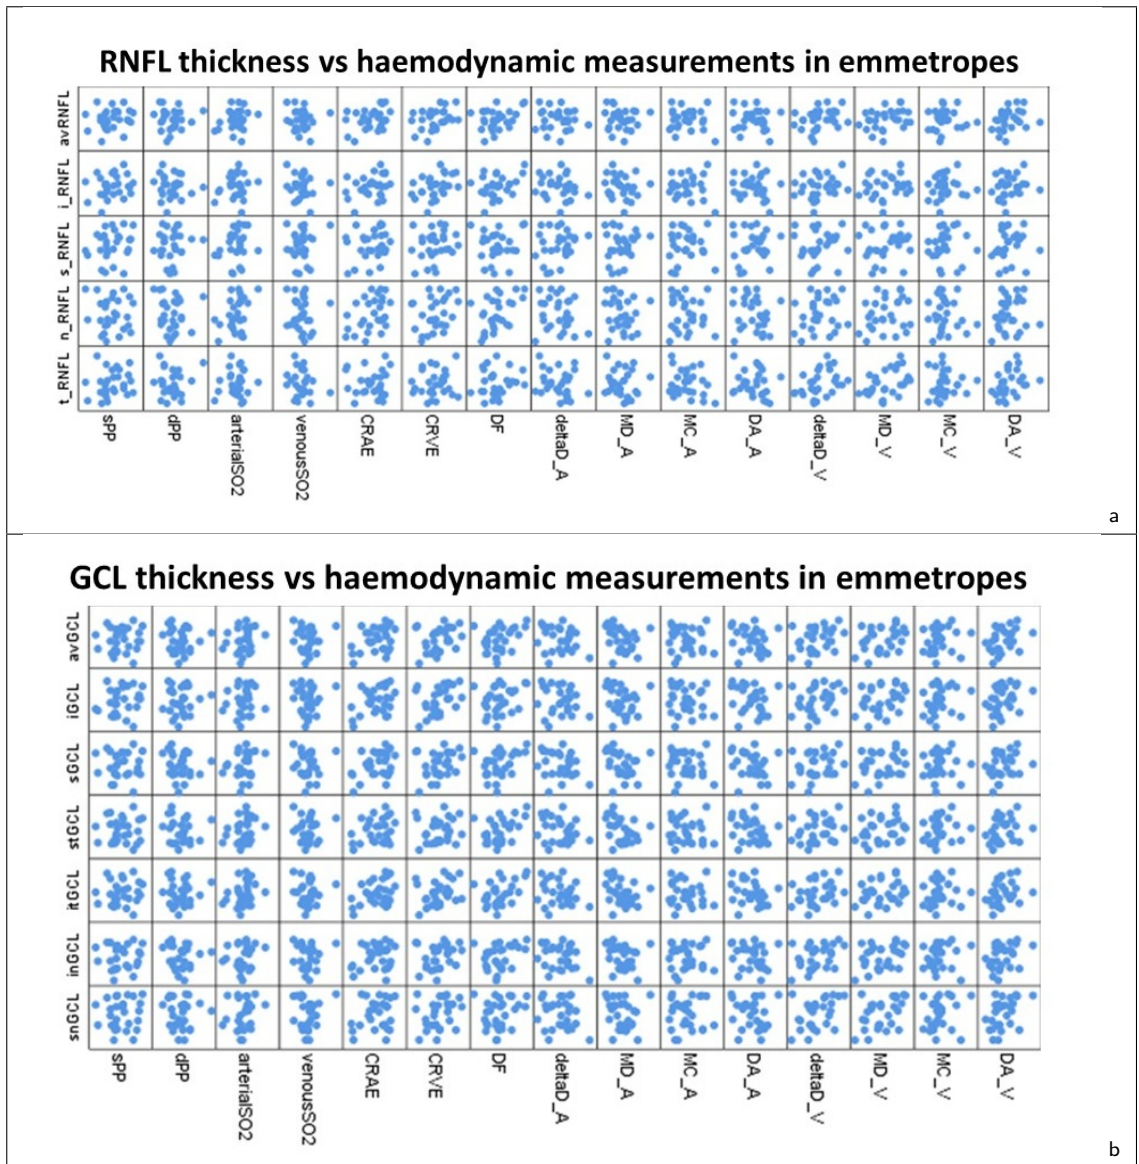 RNFL thickness vs haemodynamic measurements in emmetropes
avRNFL
i_RNFL
s_RNFL
n_RNFL
t_RNFL
sPP
dPP
arterialSO2
venousSO2
CRAE
CRVE
DF
deltaD_A
MD_A
MC_A
DA_A
deltaD_V
MD_V
MC_V
DA_V
a
GCL thickness vs haemodynamic measurements in emmetropes
avGCL
iGCL
sGCL
stGCL
itGCL
inGCL
snGCL
sPP
dPP
arterialSO2
venousSO2
CRAE
CRVE
DF
deltaD_A
MD_A
MC_A
DA_A
deltaD_V
MD_V
MC_V
DA_V
b